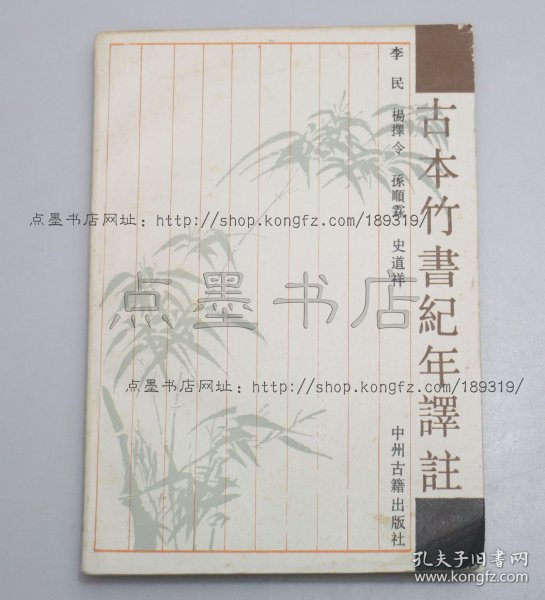 古本竹書紀年譯註
李民 楊擇令 孫順霖 史道祥
中州古籍出版社
点墨书店网址：http://shop.kongfz.com/189319/
点墨书店
点墨书店网址：http://shop.kongfz.com/189319/
孔夫子旧书网
www.kongfz.com